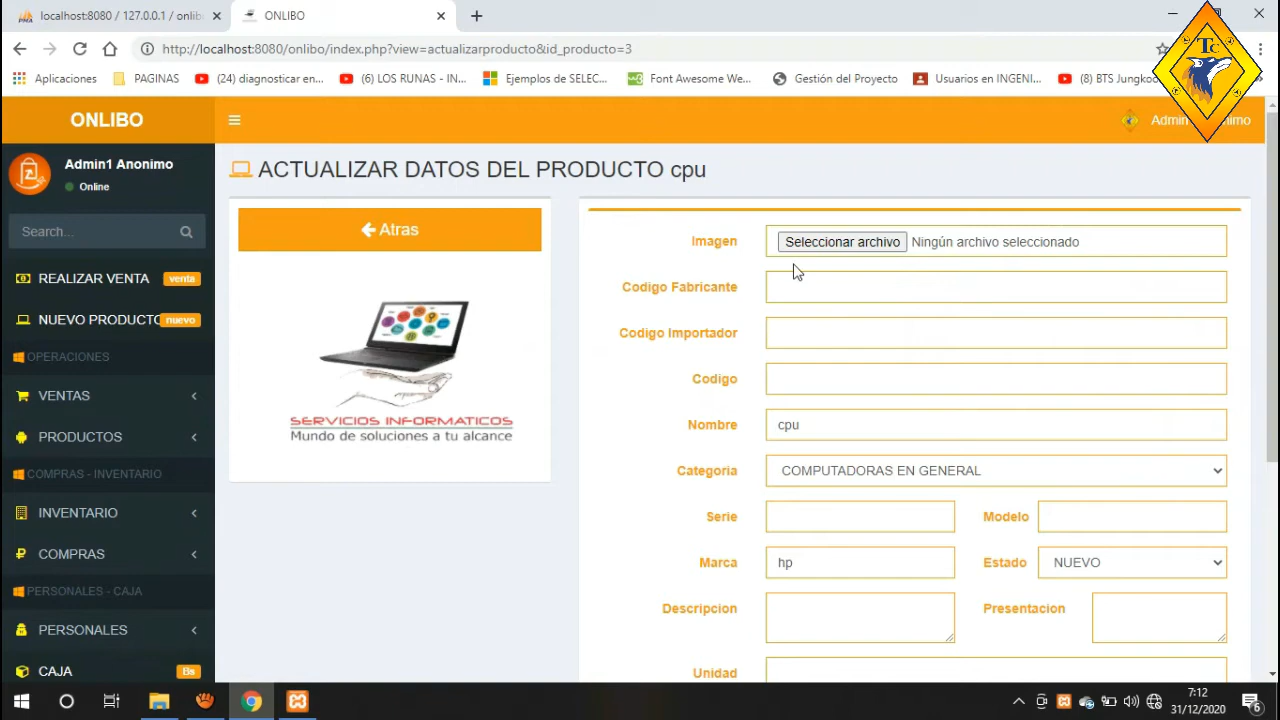 localhost:8080 / 127.0.0.1 / onlib
ONLIBO
http://localhost:8080/onlibo/index.php?view=actualizarproducto&id_producto=3
Aplicaciones
PAGINAS
(24) diagnosticar en...
(6) LOS RUNAS - IN...
Ejemplos de SELEC...
Font Awesome We...
Gestión del Proyecto
Usuarios en INGENI...
(8) BTS Jungkoo
TC
ONLIBO
Admin1 Anonimo
Online
Search...
REALIZAR VENTA venta
NUEVO PRODUCTO nuevo
OPERACIONES
VENTAS
PRODUCTOS
COMPRAS - INVENTARIO
INVENTARIO
COMPRAS
PERSONALES - CAJA
PERSONALES
CAJA Bs
ACTUALIZAR DATOS DEL PRODUCTO cpu
Atras
SERVICIOS INFORMATICOS
Mundo de soluciones a tu alcance
Imagen Seleccionar archivo Ningún archivo seleccionado
Codigo Fabricante
Codigo Importador
Codigo
Nombre cpu
Categoria COMPUTADORAS EN GENERAL
Serie Modelo
Marca hp Estado NUEVO
Descripcion Presentacion
Unidad
7:12
31/12/2020
6